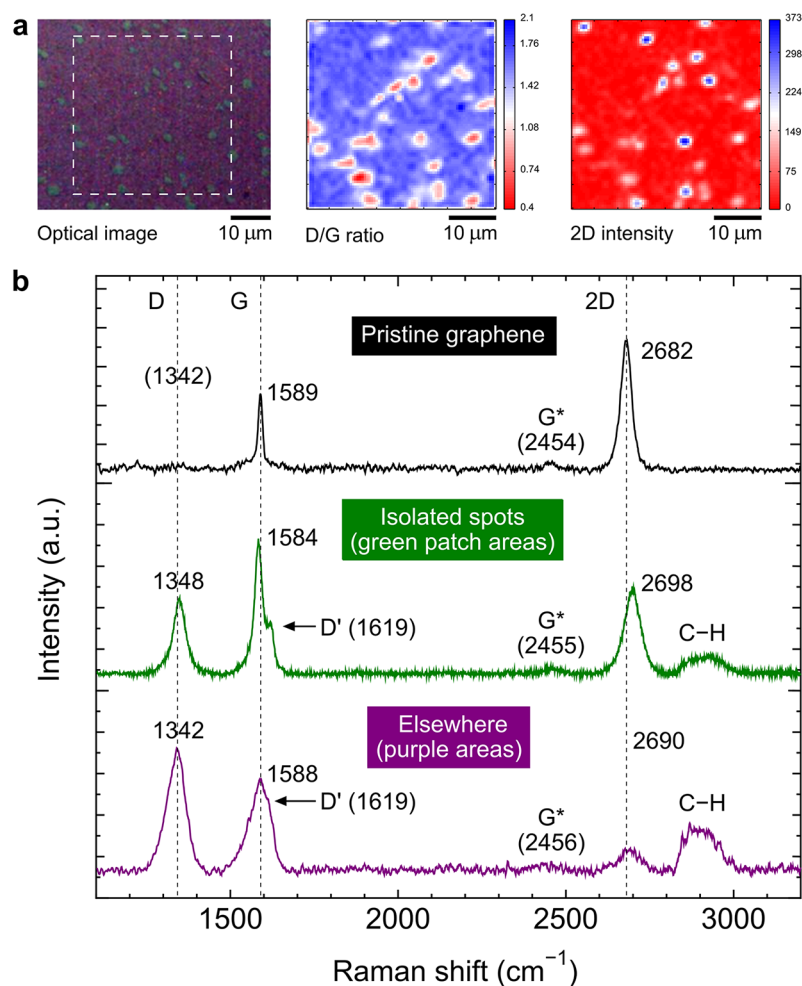 a
2.1
1.76
1.42
1.08
0.74
0.4
373
298
224
149
75
0
10 μm
10 μm
10 μm
Optical image
D/G ratio
2D intensity
b
D
G
2D
Pristine graphene
(1342)
1589
2682
G*
(2454)
Isolated spots
(green patch areas)
1584
1348
2698
D' (1619)
G*
(2455)
C−H
Elsewhere
(purple areas)
1342
2690
1588
D' (1619)
G*
(2456)
C−H
Intensity (a.u.)
1500
2000
2500
3000
Raman shift (cm⁻¹)